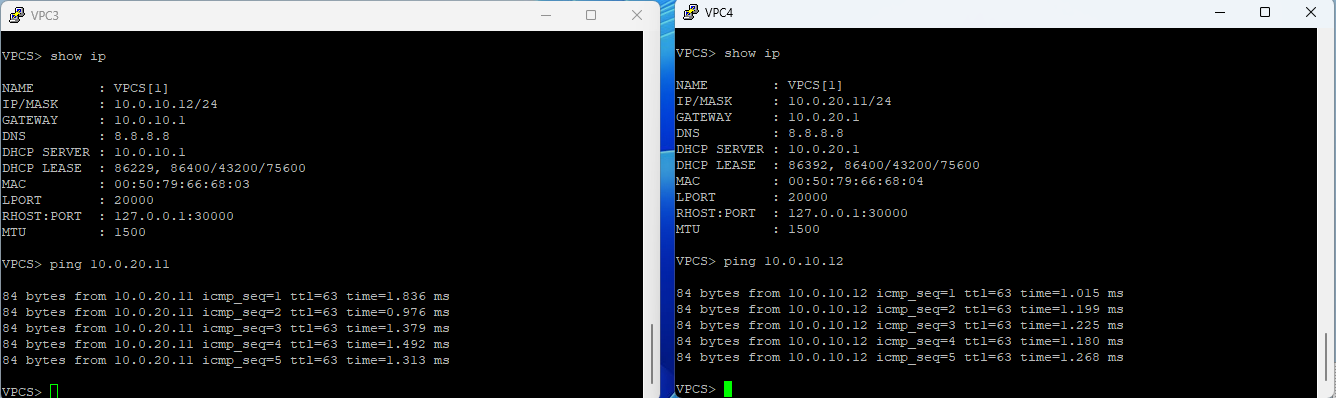 VPC3
VPCS> show ip
NAME        : VPCS[1]
IP/MASK     : 10.0.10.12/24
GATEWAY     : 10.0.10.1
DNS         : 8.8.8.8
DHCP SERVER : 10.0.10.1
DHCP LEASE  : 86229, 86400/43200/75600
MAC         : 00:50:79:66:68:03
LPORT       : 20000
RHOST:PORT  : 127.0.0.1:30000
MTU         : 1500
VPCS> ping 10.0.20.11
84 bytes from 10.0.20.11 icmp_seq=1 ttl=63 time=1.836 ms
84 bytes from 10.0.20.11 icmp_seq=2 ttl=63 time=0.976 ms
84 bytes from 10.0.20.11 icmp_seq=3 ttl=63 time=1.379 ms
84 bytes from 10.0.20.11 icmp_seq=4 ttl=63 time=1.492 ms
84 bytes from 10.0.20.11 icmp_seq=5 ttl=63 time=1.313 ms
VPCS>
VPC4
VPCS> show ip
NAME        : VPCS[1]
IP/MASK     : 10.0.20.11/24
GATEWAY     : 10.0.20.1
DNS         : 8.8.8.8
DHCP SERVER : 10.0.20.1
DHCP LEASE  : 86392, 86400/43200/75600
MAC         : 00:50:79:66:68:04
LPORT       : 20000
RHOST:PORT  : 127.0.0.1:30000
MTU         : 1500
VPCS> ping 10.0.10.12
84 bytes from 10.0.10.12 icmp_seq=1 ttl=63 time=1.015 ms
84 bytes from 10.0.10.12 icmp_seq=2 ttl=63 time=1.199 ms
84 bytes from 10.0.10.12 icmp_seq=3 ttl=63 time=1.225 ms
84 bytes from 10.0.10.12 icmp_seq=4 ttl=63 time=1.180 ms
84 bytes from 10.0.10.12 icmp_seq=5 ttl=63 time=1.268 ms
VPCS>